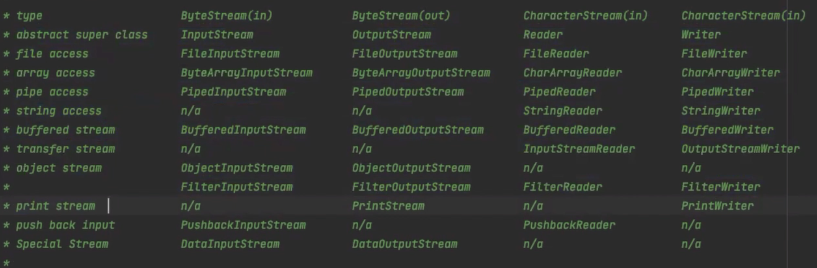 * type ByteStream(in) ByteStream(out) CharacterStream(in) CharacterStream(in)
* abstract super class InputStream OutputStream Reader Writer
* file access FileInputStream FileOutputStream FileReader FileWriter
* array access ByteArrayInputStream ByteArrayOutputStream CharArrayReader CharArrayWriter
* pipe access PipedInputStream PipedOutputStream PipedReader PipedWriter
* string access n/a n/a StringReader StringWriter
* buffered stream BufferedInputStream BufferedOutputStream BufferedReader BufferedWriter
* transfer stream n/a n/a InputStreamReader OutputStreamWriter
* object stream ObjectInputStream ObjectOutputStream n/a n/a
* FilterInputStream FilterOutputStream FilterReader FilterWriter
* print stream n/a PrintStream n/a PrintWriter
* push back input PushbackInputStream n/a PushbackReader n/a
* Special Stream DataInputStream DataOutputStream n/a n/a
*